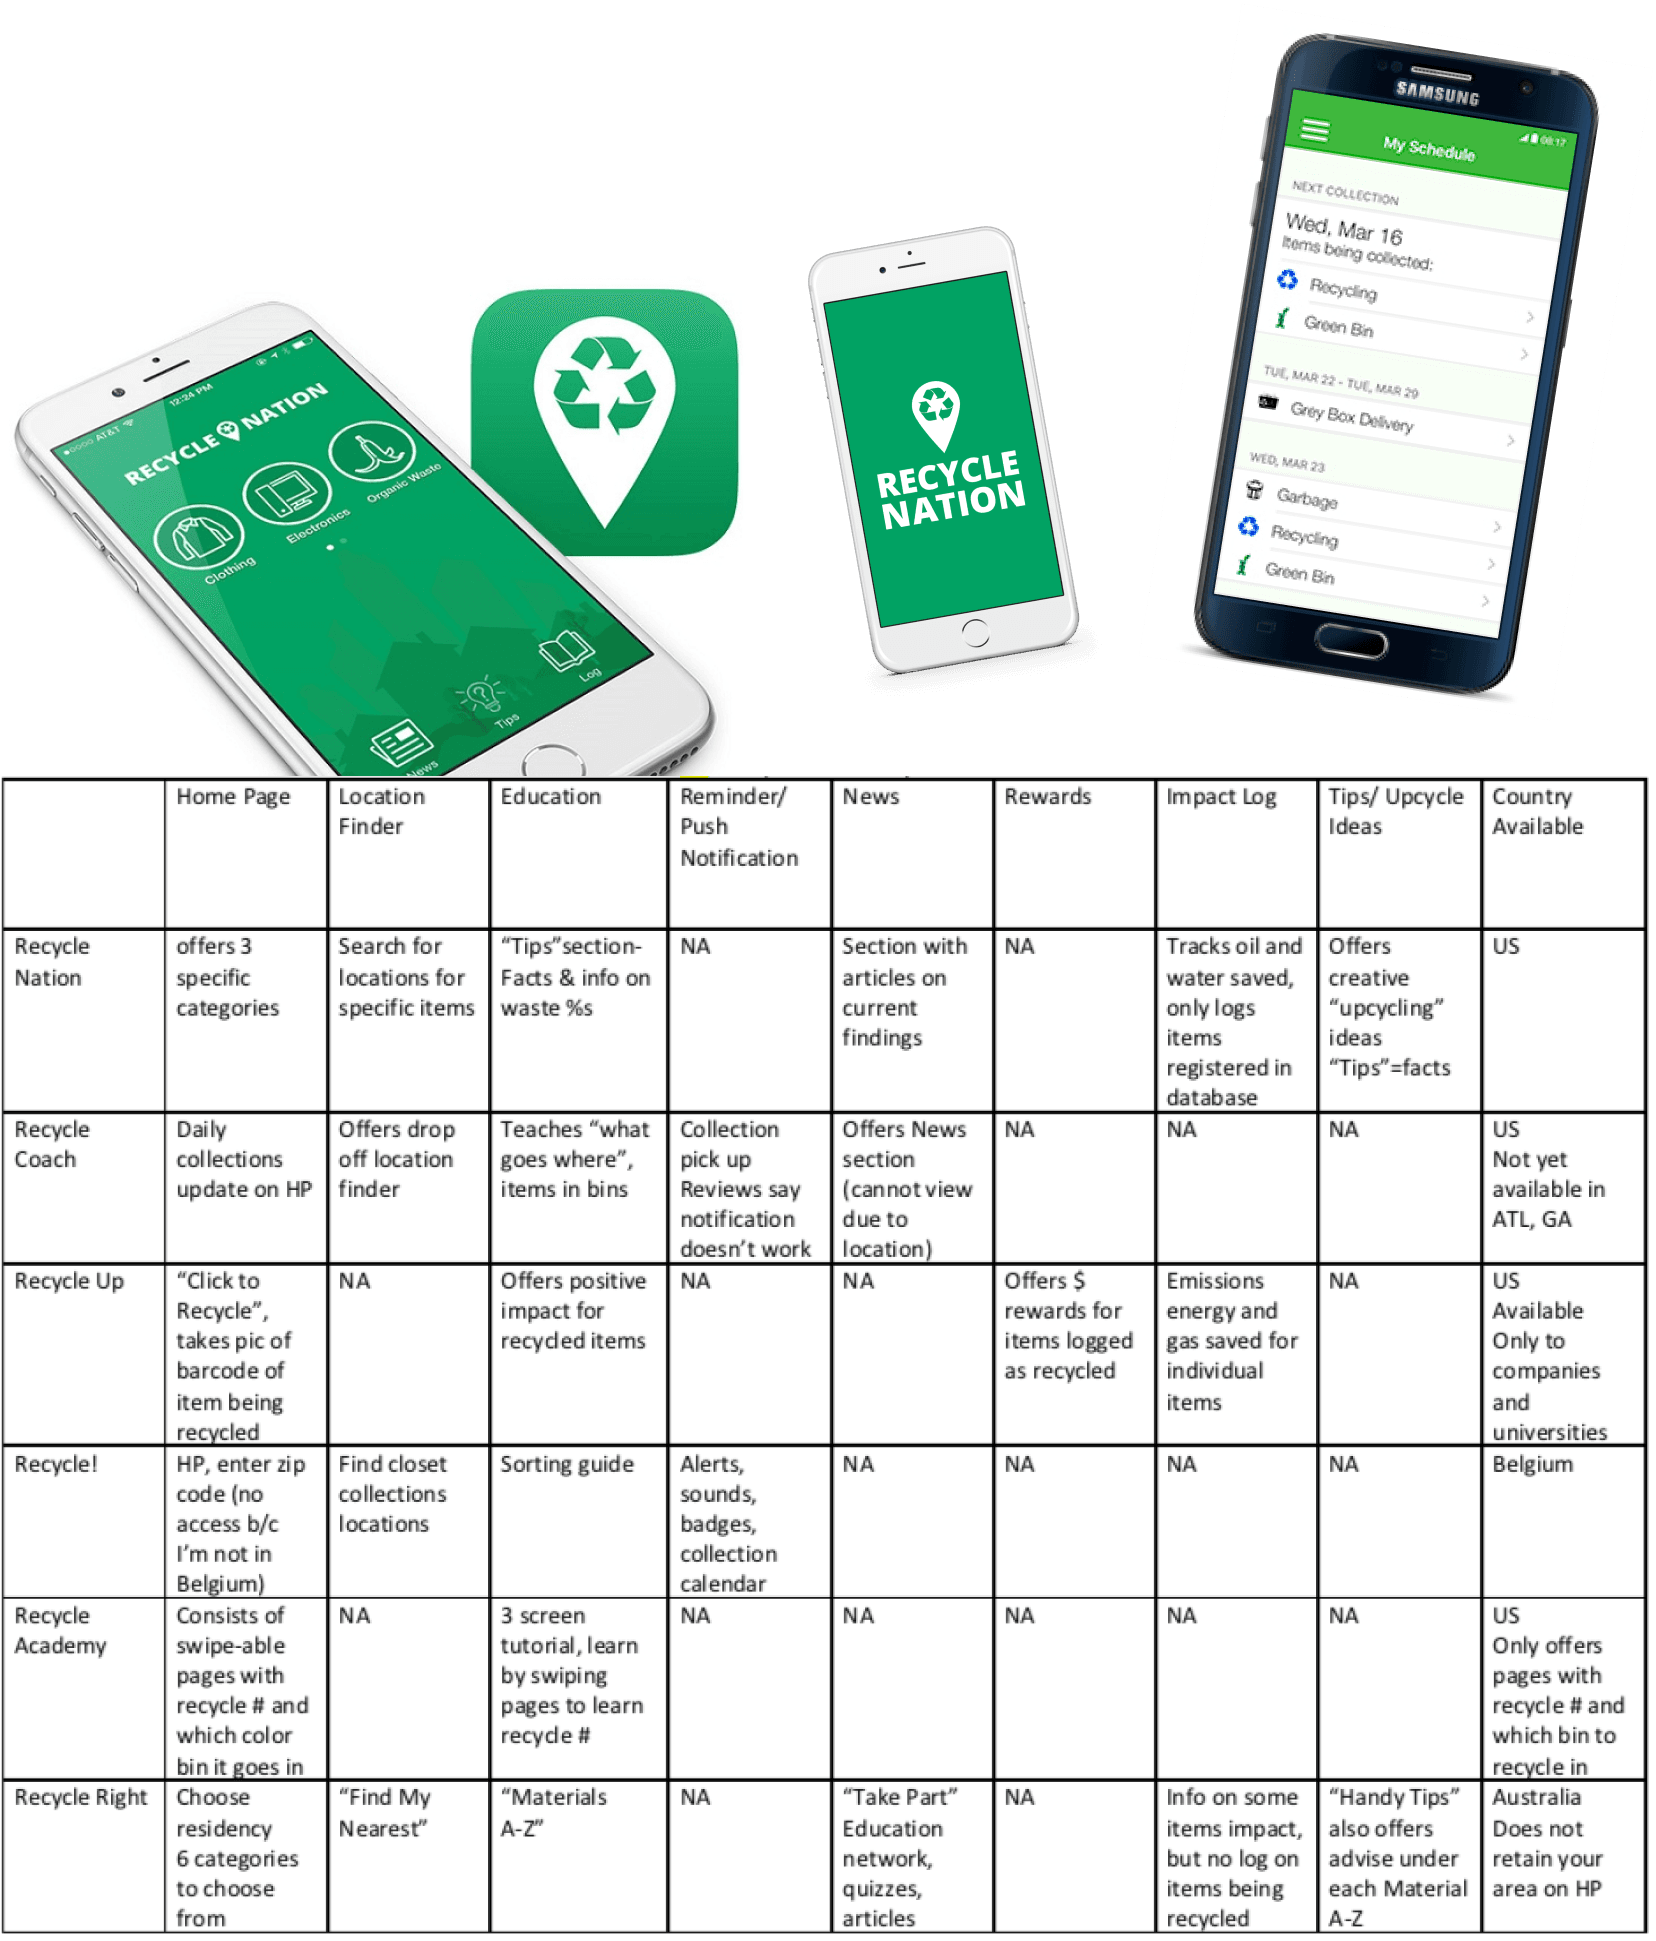 12:24 PM
AT&T
RECYCLE NATION
Clothing
Electronics
Organic Waste
News
Tips
Log
RECYCLE
NATION
SAMSUNG
08:17
My Schedule
NEXT COLLECTION
Wed, Mar 16
Items being collected;
Recycling
Green Bin
TUE, MAR 22 - TUE, MAR 29
Grey Box Delivery
WED, MAR 23
Garbage
Recycling
Green Bin
Home Page
Location
Finder
Education
Reminder/
Push
Notification
News
Rewards
Impact Log
Tips/ Upcycle
Ideas
Country
Available
Recycle
Nation
offers 3
specific
categories
Search for
locations for
specific items
“Tips”section-
Facts & info on
waste %s
NA
Section with
articles on
current
findings
NA
Tracks oil and
water saved,
only logs
items
registered in
database
Offers
creative
“upcycling”
ideas
“Tips”=facts
US
Recycle
Coach
Daily
collections
update on HP
Offers drop
off location
finder
Teaches “what
goes where”,
items in bins
Collection
pick up
Reviews say
notification
doesn’t work
Offers News
section
(cannot view
due to
location)
NA
NA
NA
US
Not yet
available in
ATL, GA
Recycle Up
“Click to
Recycle”,
takes pic of
barcode of
item being
recycled
NA
Offers positive
impact for
recycled items
NA
NA
Offers $
rewards for
items logged
as recycled
Emissions
energy and
gas saved for
individual
items
NA
US
Available
Only to
companies
and
universities
Recycle!
HP, enter zip
code (no
access b/c
I’m not in
Belgium)
Find closet
collections
locations
Sorting guide
Alerts,
sounds,
badges,
collection
calendar
NA
NA
NA
NA
Belgium
Recycle
Academy
Consists of
swipe-able
pages with
recycle # and
which color
bin it goes in
NA
3 screen
tutorial, learn
by swiping
pages to learn
recycle #
NA
NA
NA
NA
NA
US
Only offers
pages with
recycle # and
which bin to
recycle in
Recycle Right
Choose
residency
6 categories
to choose
from
“Find My
Nearest”
“Materials
A-Z”
NA
“Take Part”
Education
network,
quizzes,
articles
NA
Info on some
items impact,
but no log on
items being
recycled
“Handy Tips”
also offers
advise under
each Material
A-Z
Australia
Does not
retain your
area on HP